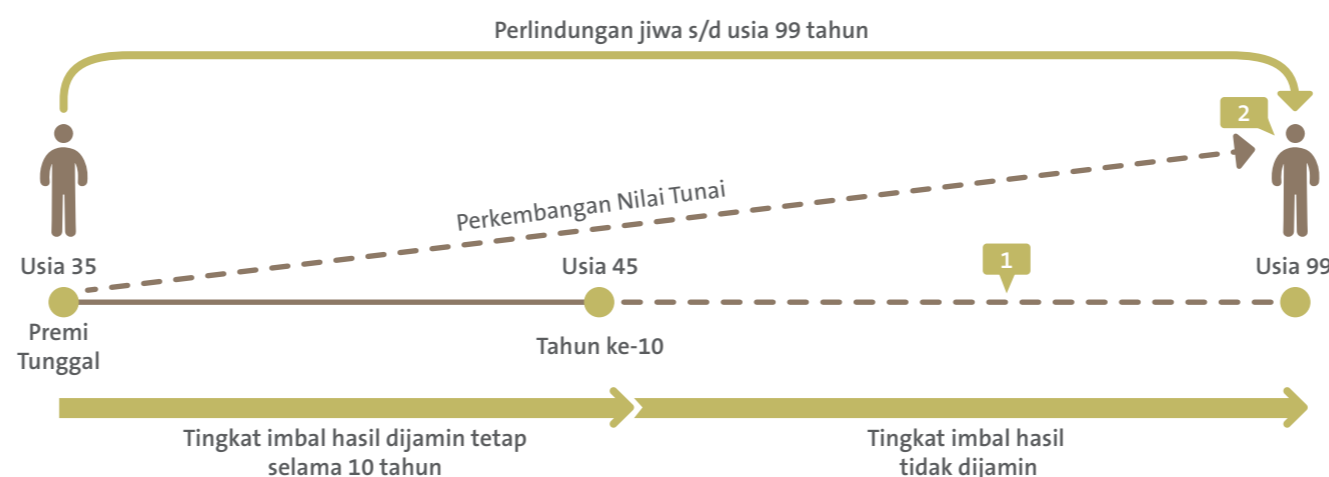 Perlindungan jiwa s/d usia 99 tahun
2
Perkembangan Nilai Tunai
Usia 35
Usia 45
1
Usia 99
Premi
Tunggal
Tahun ke-10
Tingkat imbal hasil dijamin tetap
selama 10 tahun
Tingkat imbal hasil
tidak dijamin